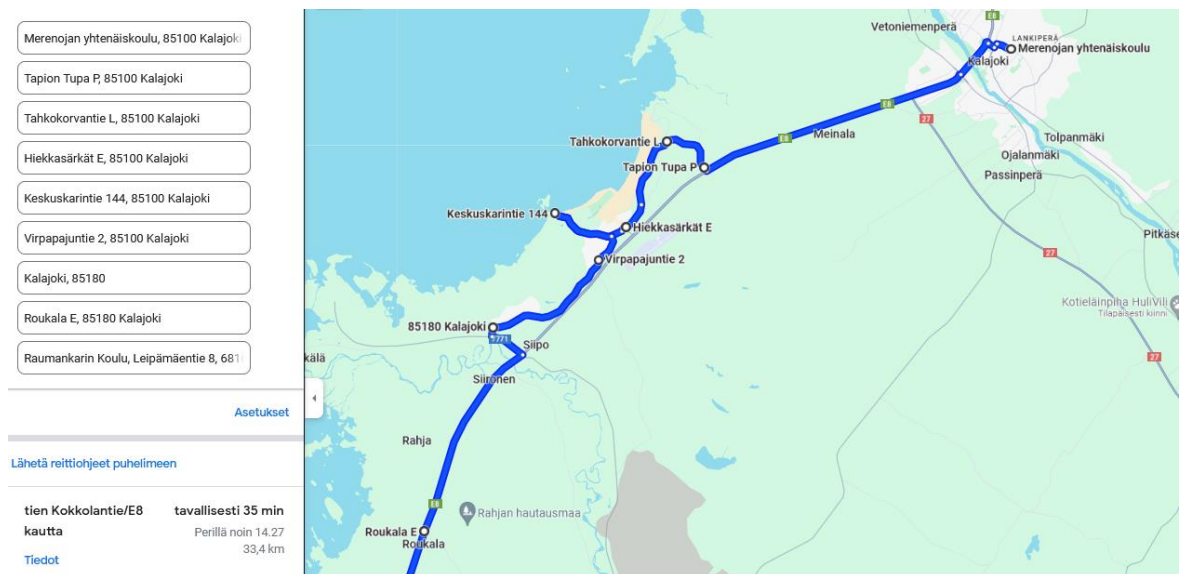 Merenojan yhtenäiskoulu, 85100 Kalajoki
Tapion Tupa P, 85100 Kalajoki
Tahkokorvantie L, 85100 Kalajoki
Hiekkasärkät E, 85100 Kalajoki
Keskuskarintie 144, 85100 Kalajoki
Virpapajuntie 2, 85100 Kalajoki
Kalajoki, 85180
Roukala E, 85180 Kalajoki
Raumankarin Koulu, Leipämäentie 8, 681
Asetukset
Lähetä reittiohjeet puhelimeen
tien Kokkolantie/E8 kautta
tavallisesti 35 min
Perillä noin 14.27
33,4 km
Tiedot
E8
Vetoniemenperä
LANKIPERÄ
Merenojan yhtenäiskoulu
Kalajoki
E8
27
E8
Meinala
Tolpanmäki
Ojalanmäki
Passinperä
Tahkokorvantie L
Tapion Tupa P
Keskuskarintie 144
Hiekkasärkät E
Pitkäse
Virpapajuntie 2
27
Kotieläinpiha HuliVili
Tilapäisesti kiinni
85180 Kalajoki
7771
Siipo
kälä
27
Siironen
Rahja
E8
Rahjan hautausmaa
Roukala E
Roukala